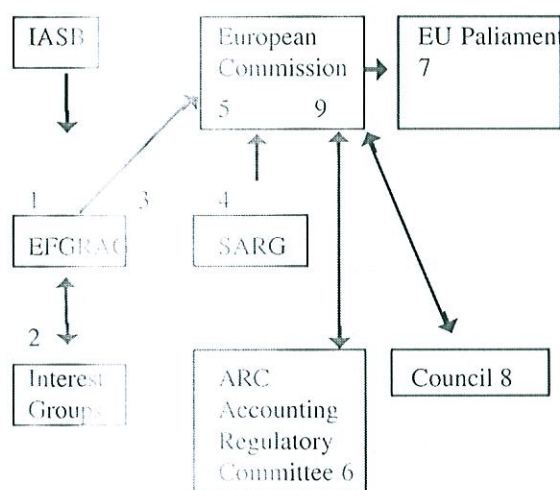 IASB
European
Commission
5 9
EU Paliament
7
1
3
4
EFGRAG
SARG
2
Interest
Groups
ARC
Accounting
Regulatory
Committee 6
Council 8